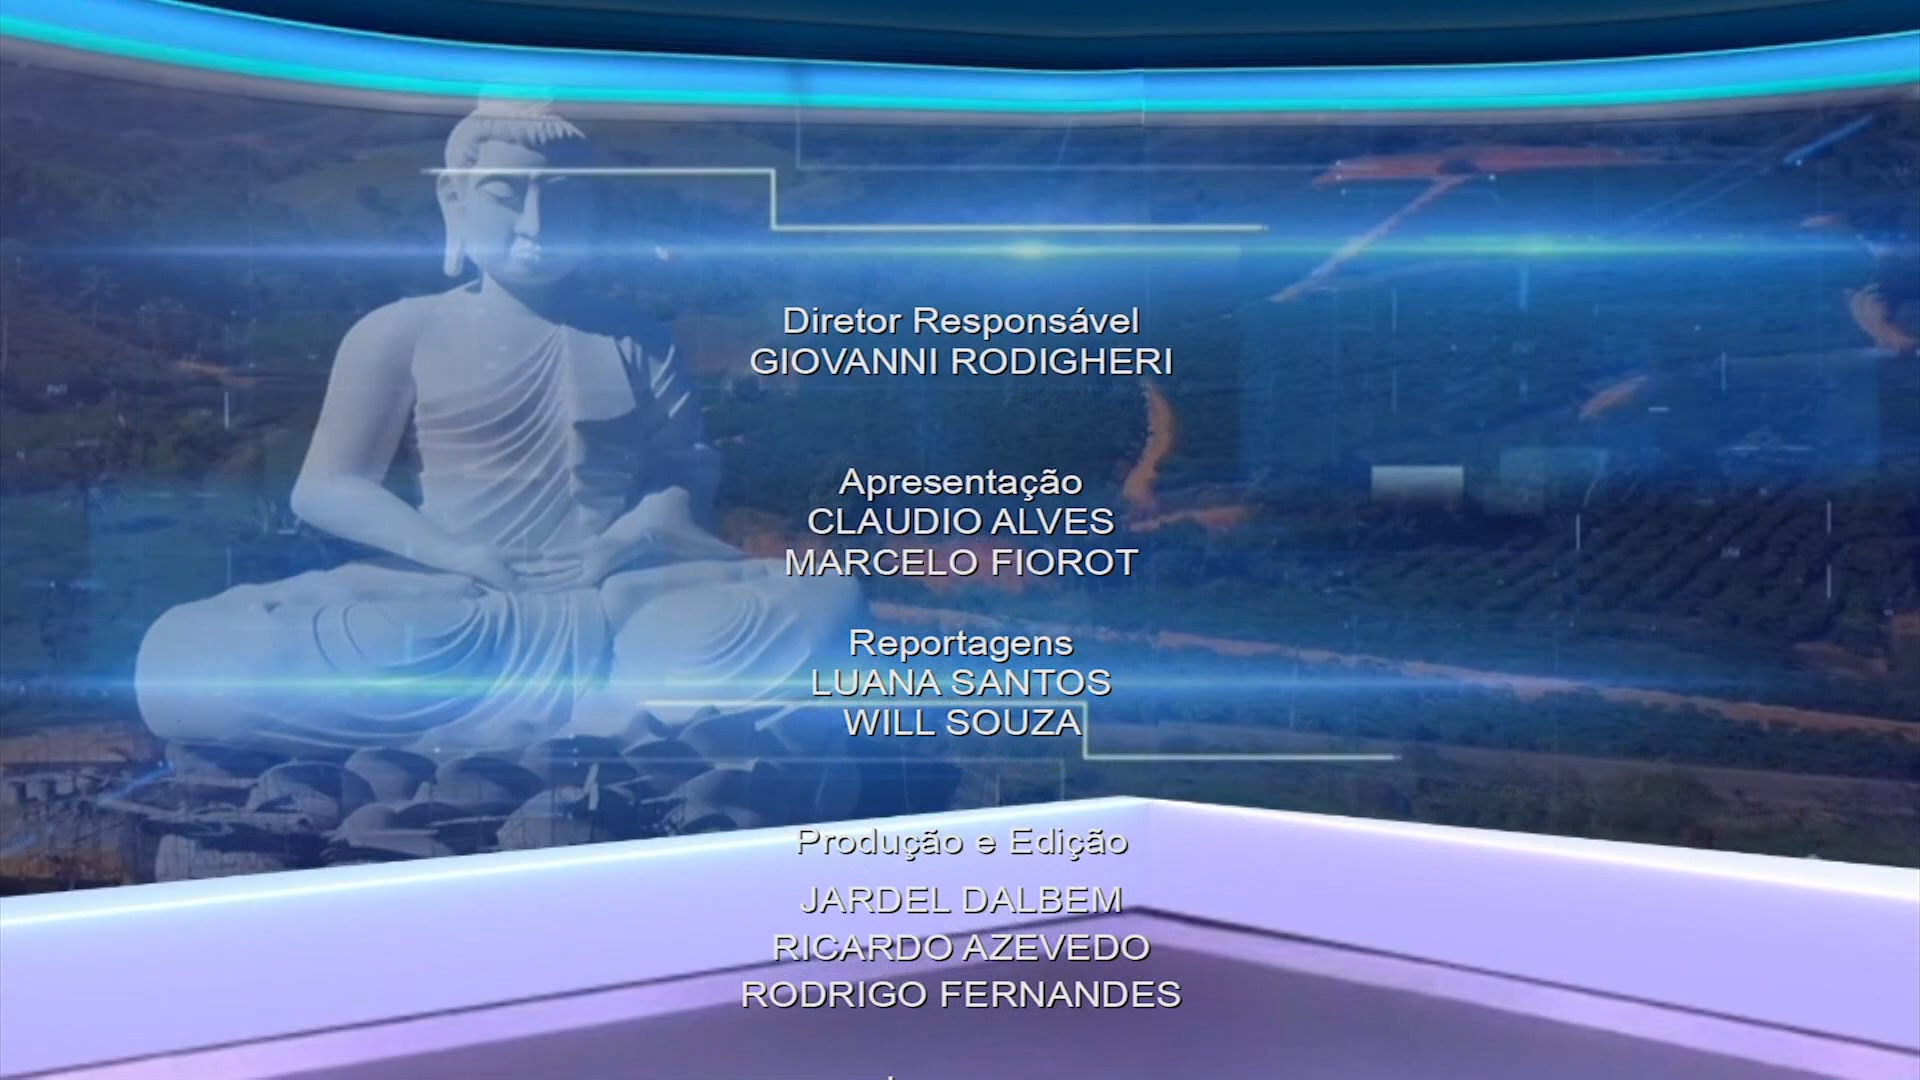 Diretor Responsável
GIOVANNI RODIGHERI
Apresentação
CLAUDIO ALVES
MARCELO FIOROT
Reportagens
LUANA SANTOS
WILL SOUZA
Produção e Edição
JARDEL DALBEM
RICARDO AZEVEDO
RODRIGO FERNANDES